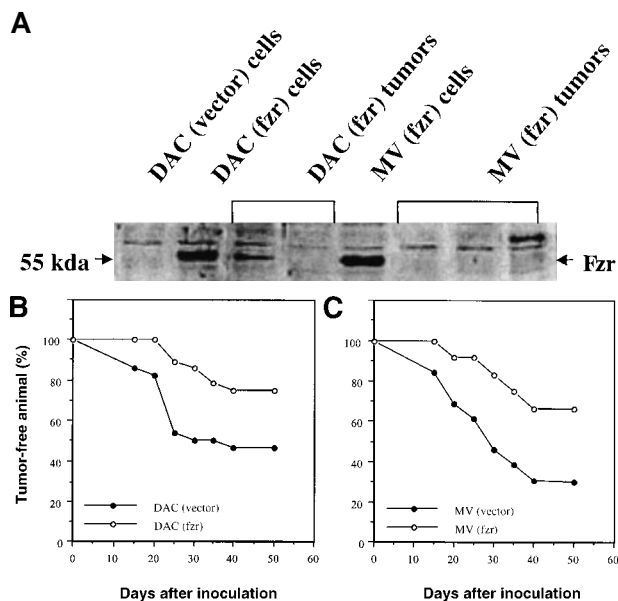 A
DAC (vector) cells
DAC (fzr) cells
DAC (fzr) tumors
MV (fzr) cells
MV (fzr) tumors
55 kda
Fzr
B
C
Tumor-free animal (%)
100
80
60
40
20
0
0 10 20 30 40 50 60
DAC (vector)
DAC (fzr)
Days after inoculation
100
80
60
40
20
0
0 10 20 30 40 50 60
MV (vector)
MV (fzr)
Days after inoculation